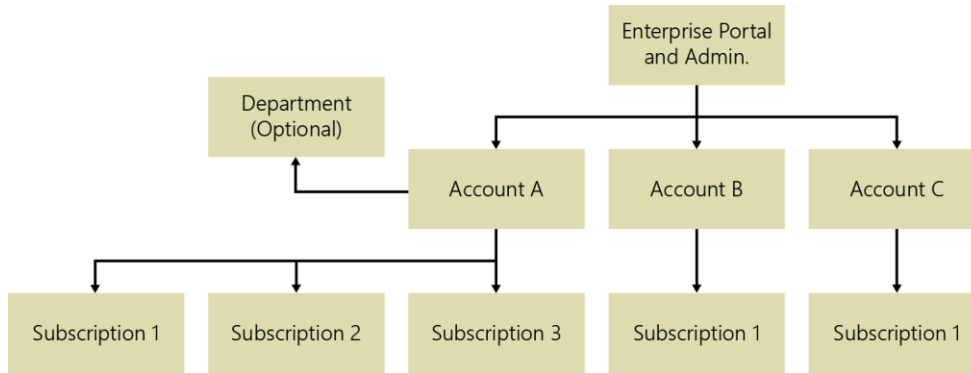 Enterprise Portal
and Admin.
Department
(Optional)
Account A
Account B
Account C
Subscription 1
Subscription 2
Subscription 3
Subscription 1
Subscription 1